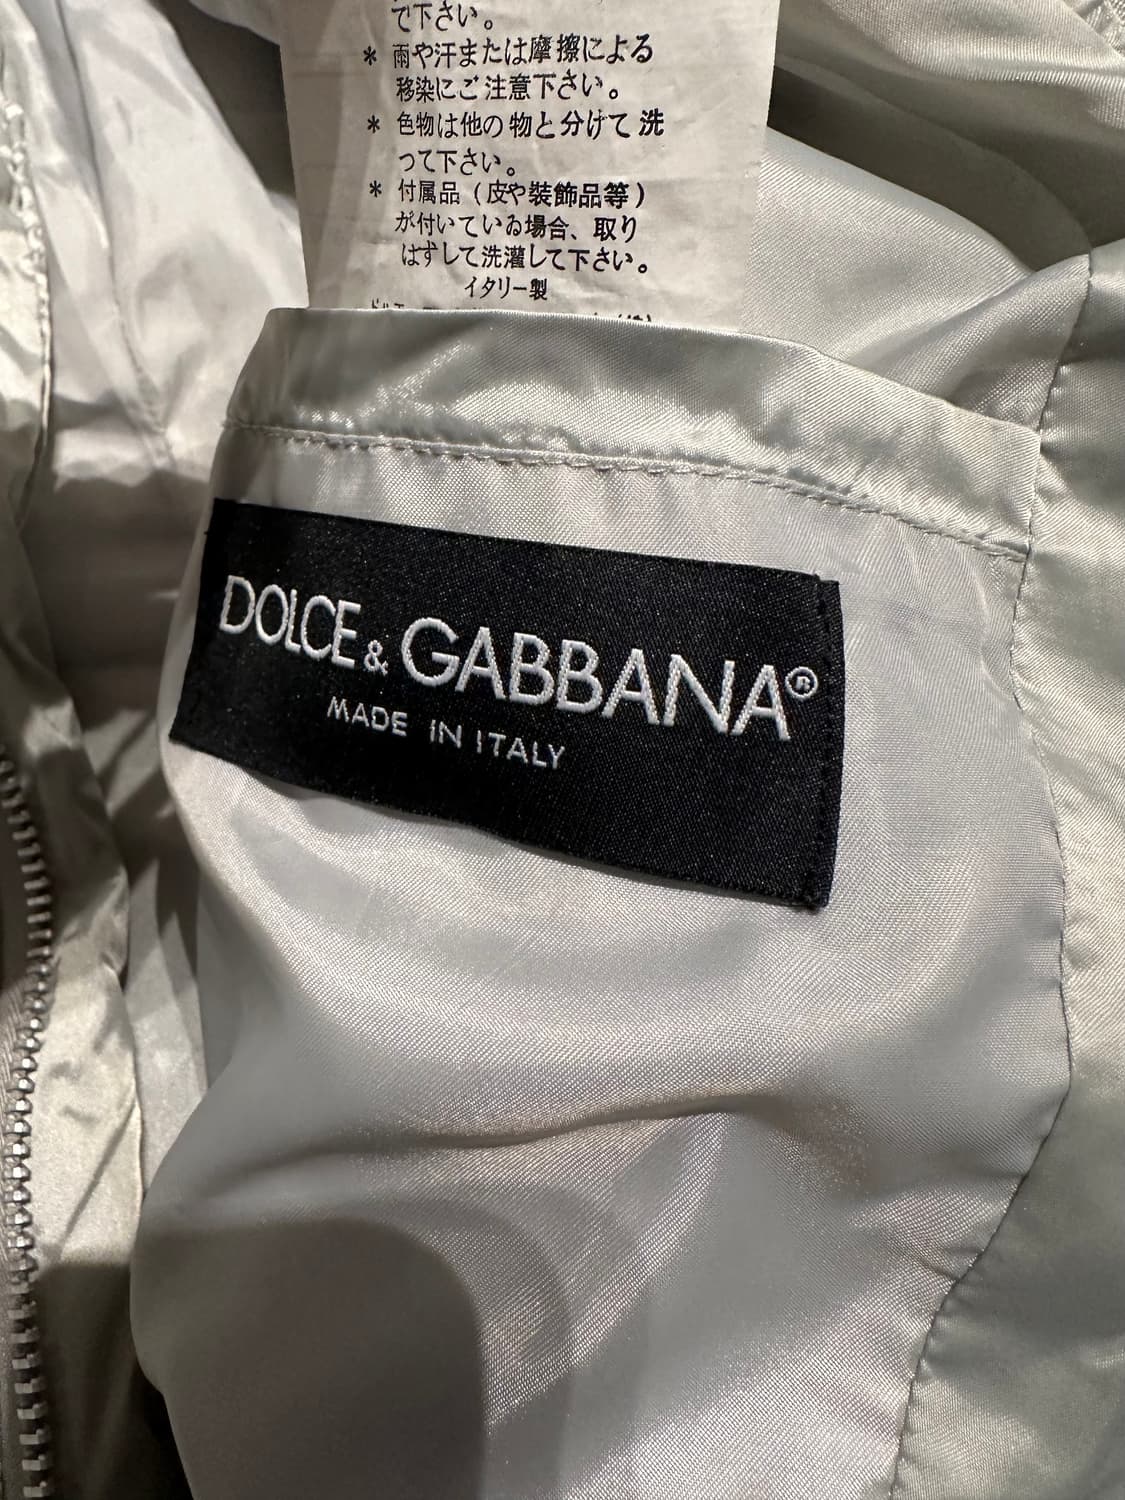 で下さい。
* 雨や汗または摩擦による
移染にご注意下さい。
* 色物は他の物と分けて洗
って下さい。
* 付属品(皮や装飾品等)
が付いている場合、取り
はずして洗濯して下さい。
イタリー製
DOLCE & GABBANA®
MADE IN ITALY